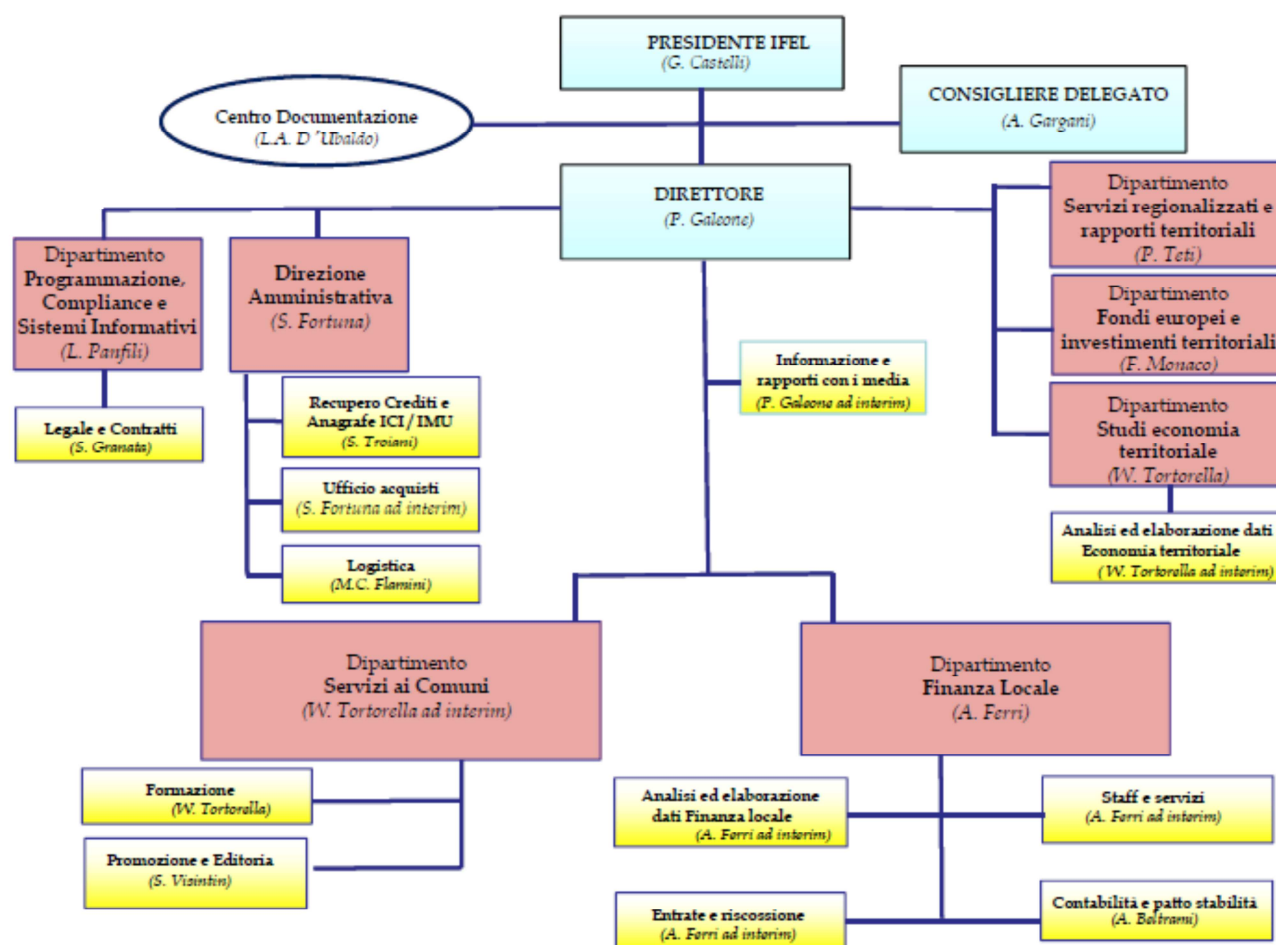 PRESIDENTE IFEL
(G. Castelli)
Centro Documentazione
(L.A. D 'Ubaldo)
CONSIGLIERE DELEGATO
(A. Gargani)
DIRETTORE
(P. Galeone)
Dipartimento
Programmazione,
Compliance e
Sistemi Informativi
(L. Panfili)
Direzione
Amministrativa
(S. Fortuna)
Dipartimento
Servizi regionalizzati e
rapporti territoriali
(P. Teti)
Dipartimento
Fondi europei e
investimenti territoriali
(F. Monaco)
Dipartimento
Studi economia
territoriale
(W. Tortorella)
Informazione e
rapporti con i media
(P. Galeone ad interim)
Legale e Contratti
(S. Granata)
Recupero Crediti e
Anagrafe ICI/IMU
(S. Troiani)
Ufficio acquisti
(S. Fortuna ad interim)
Logistica
(M.C. Flamini)
Analisi ed elaborazione dati
Economia territoriale
(W. Tortorella ad interim)
Dipartimento
Servizi ai Comuni
(W. Tortorella ad interim)
Dipartimento
Finanza Locale
(A. Ferri)
Formazione
(W. Tortorella)
Promozione e Editoria
(S. Visintin)
Analisi ed elaborazione
dati Finanza locale
(A. Ferri ad interim)
Staff e servizi
(A. Ferri ad interim)
Entrate e riscossione
(A. Ferri ad interim)
Contabilità e patto stabilità
(A. Beltrami)